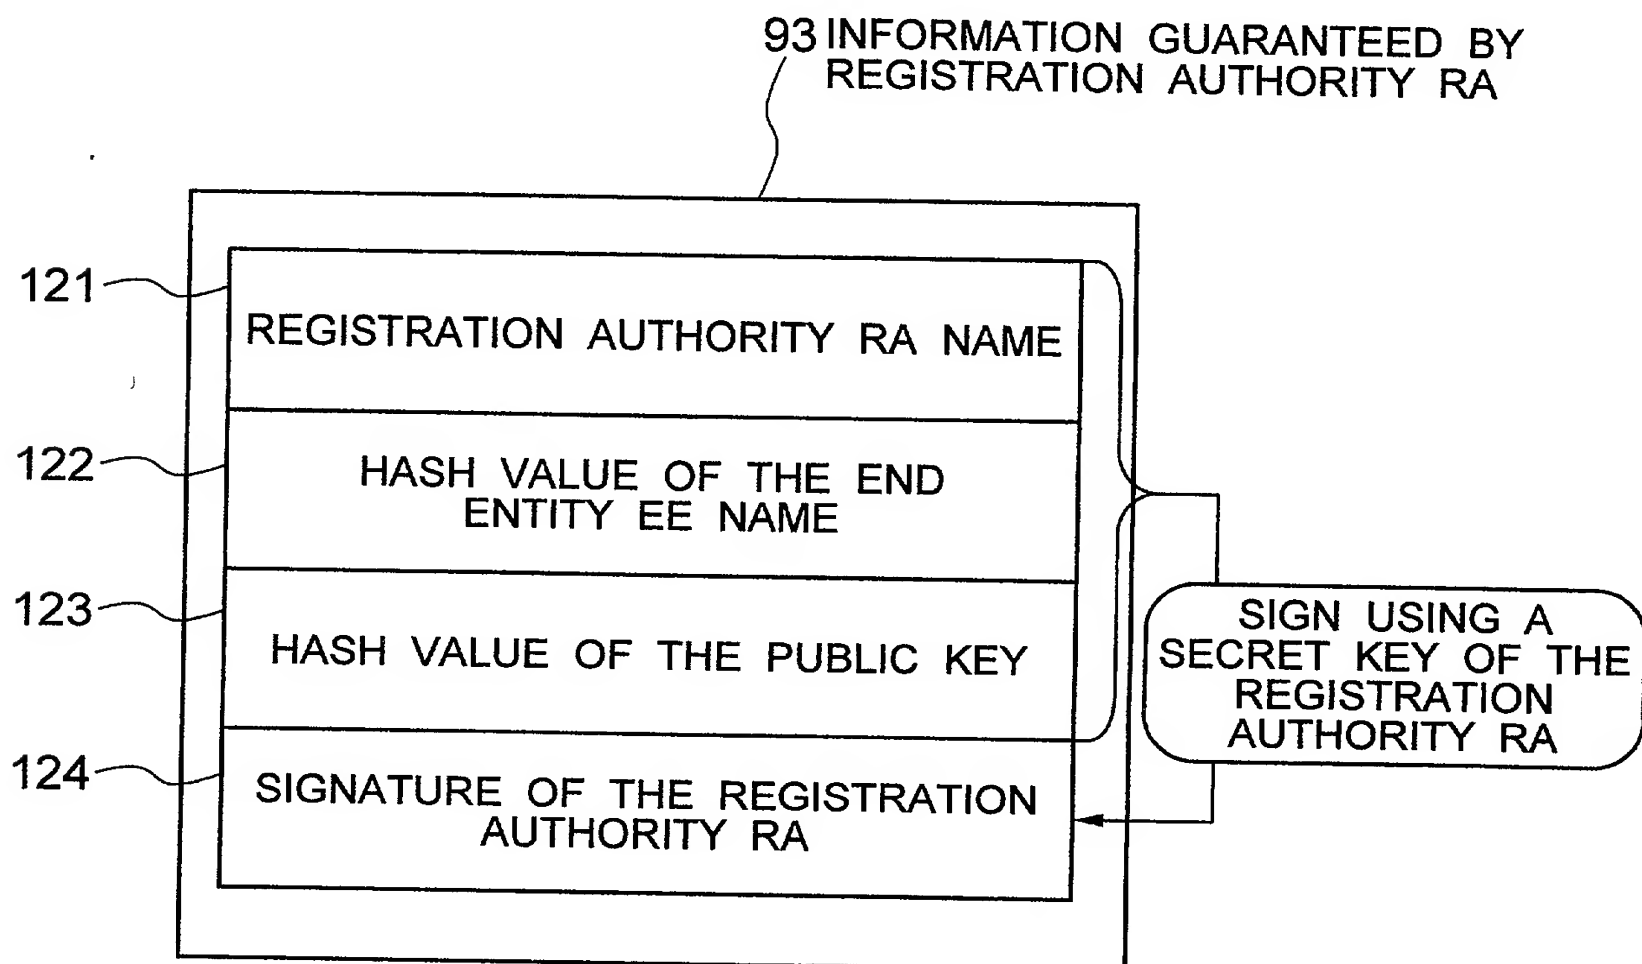 93 INFORMATION GUARANTEED BY
REGISTRATION AUTHORITY RA
121
REGISTRATION AUTHORITY RA NAME
122
HASH VALUE OF THE END
ENTITY EE NAME
123
HASH VALUE OF THE PUBLIC KEY
SIGN USING A
SECRET KEY OF THE
REGISTRATION
AUTHORITY RA
124
SIGNATURE OF THE REGISTRATION
AUTHORITY RA